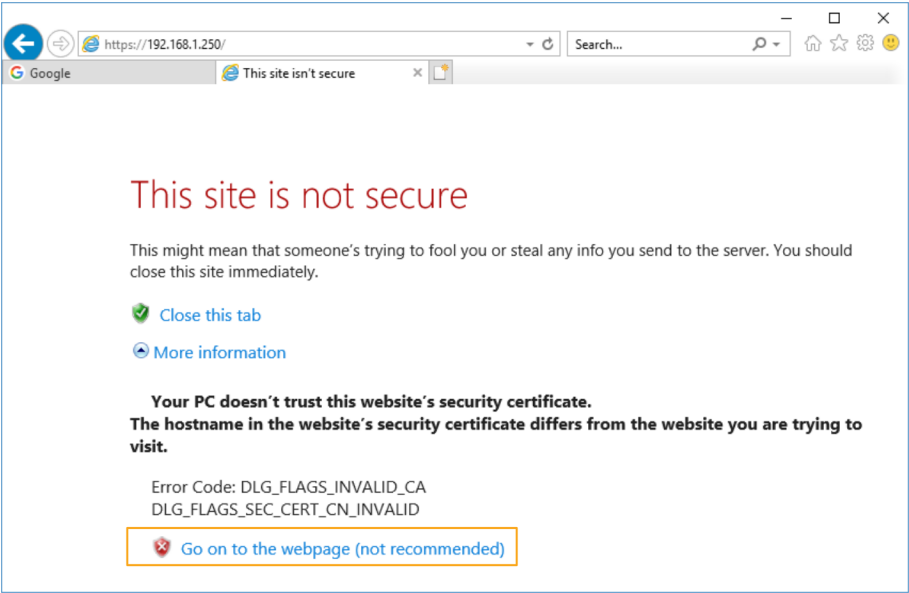 https://192.168.1.250/
Search...
Google
This site isn't secure
This site is not secure
This might mean that someone's trying to fool you or steal any info you send to the server. You should
close this site immediately.
Close this tab
More information
Your PC doesn't trust this website's security certificate.
The hostname in the website's security certificate differs from the website you are trying to
visit.
Error Code: DLG_FLAGS_INVALID_CA
DLG_FLAGS_SEC_CERT_CN_INVALID
Go on to the webpage (not recommended)